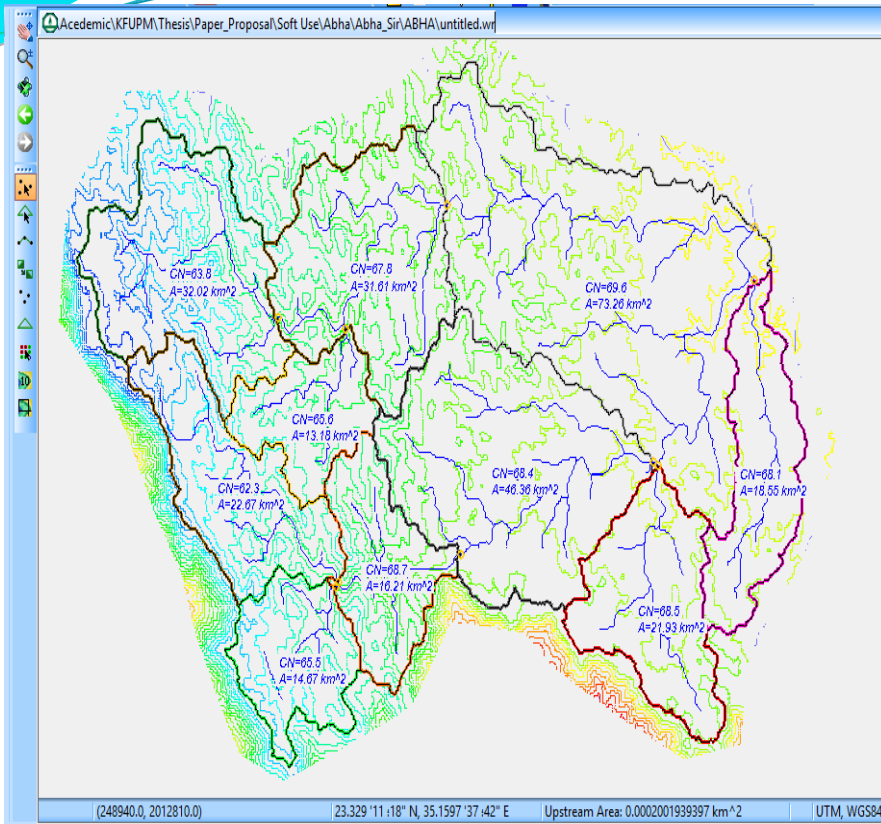 Acedemic\KFUPM\Thesis\Paper_Proposal\Soft Use\Abha\Abha_Sir\ABHA\untitled.wr
CN=63.8
A=32.02 km^2
CN=67.8
A=31.61 km^2
CN=69.6
A=73.26 km^2
CN=65.6
A=13.18 km^2
CN=62.3
A=22.67 km^2
CN=68.4
A=46.36 km^2
CN=68.1
A=18.55 km^2
CN=68.7
A=16.21 km^2
CN=68.5
A=21.93 km^2
CN=65.5
A=14.67 km^2
(248940.0, 2012810.0)
23.329 '11 :18" N, 35.1597 '37 :42" E
Upstream Area: 0.0002001939397 km^2
UTM, WGS84